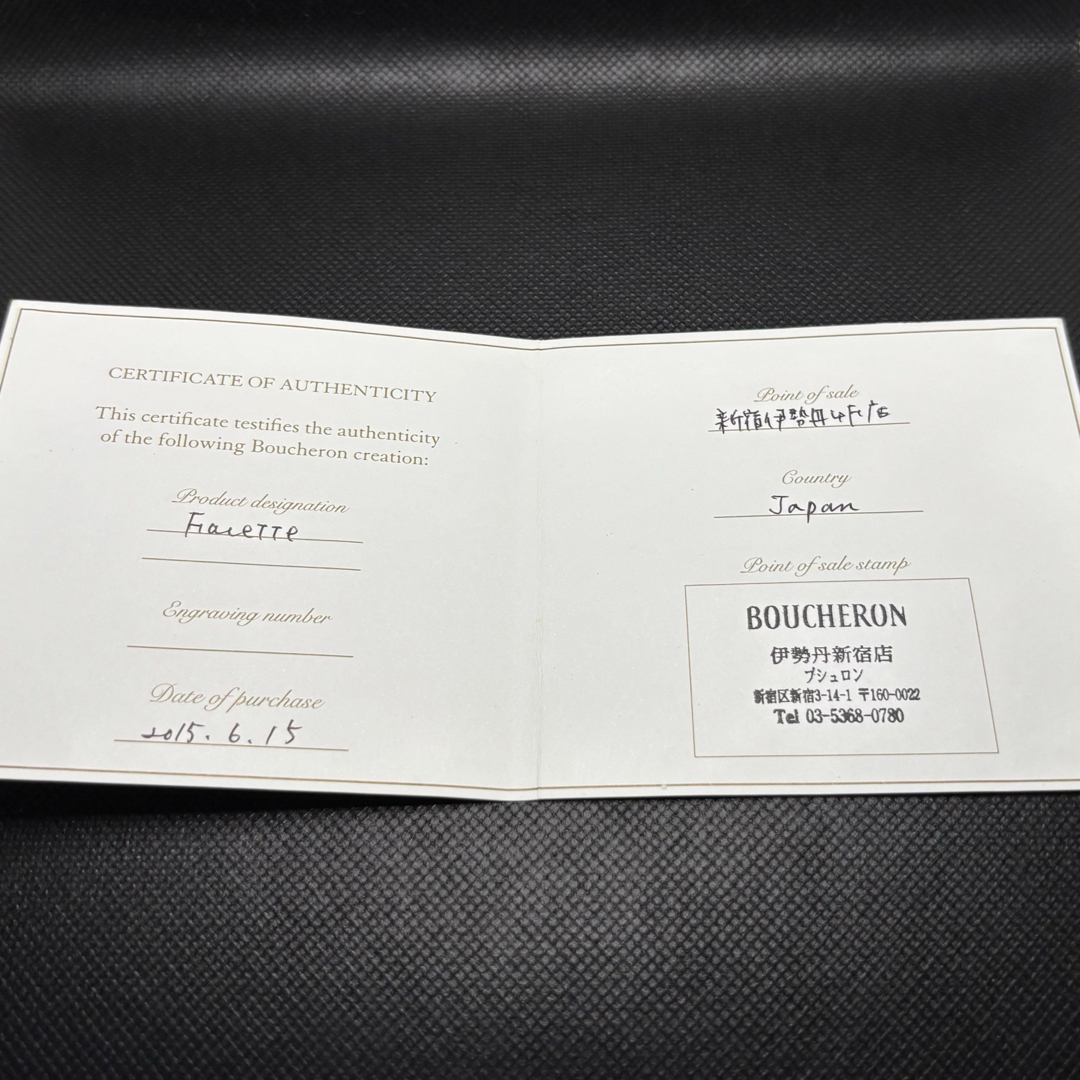 CERTIFICATE OF AUTHENTICITY
This certificate testifies the authenticity
of the following Boucheron creation:
Product designation
Engraving number
Date of purchase
2015. 6. 15
Point of sale
新宿伊勢丹4F店
Country
Japan
Point of sale stamp
BOUCHERON
伊勢丹新宿店
ブシュロン
新宿区新宿3-14-1 〒160-0022
Tel 03-5368-0780